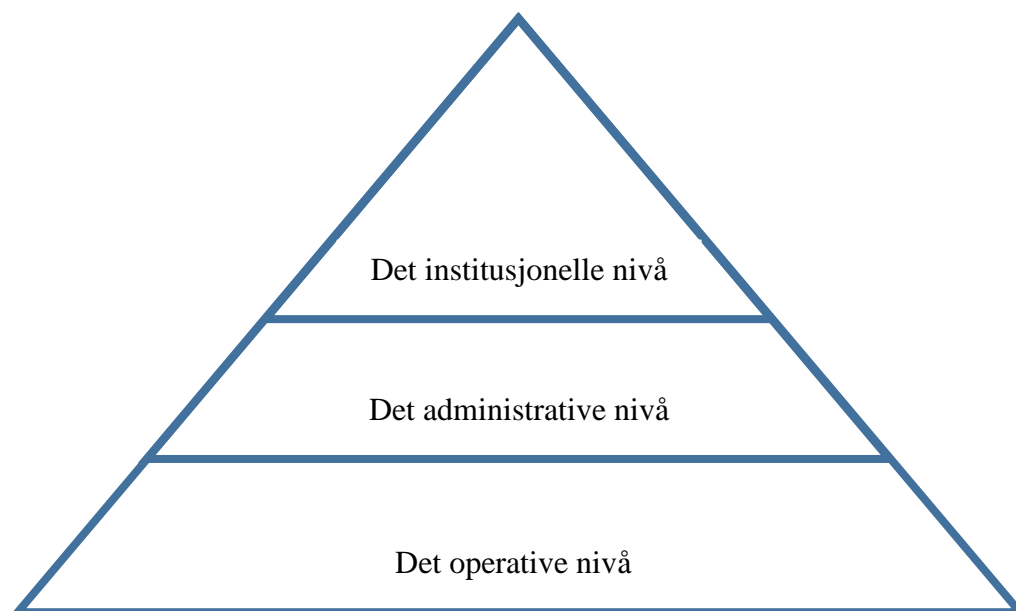 Det institusjonelle nivå
Det administrative nivå
Det operative nivå